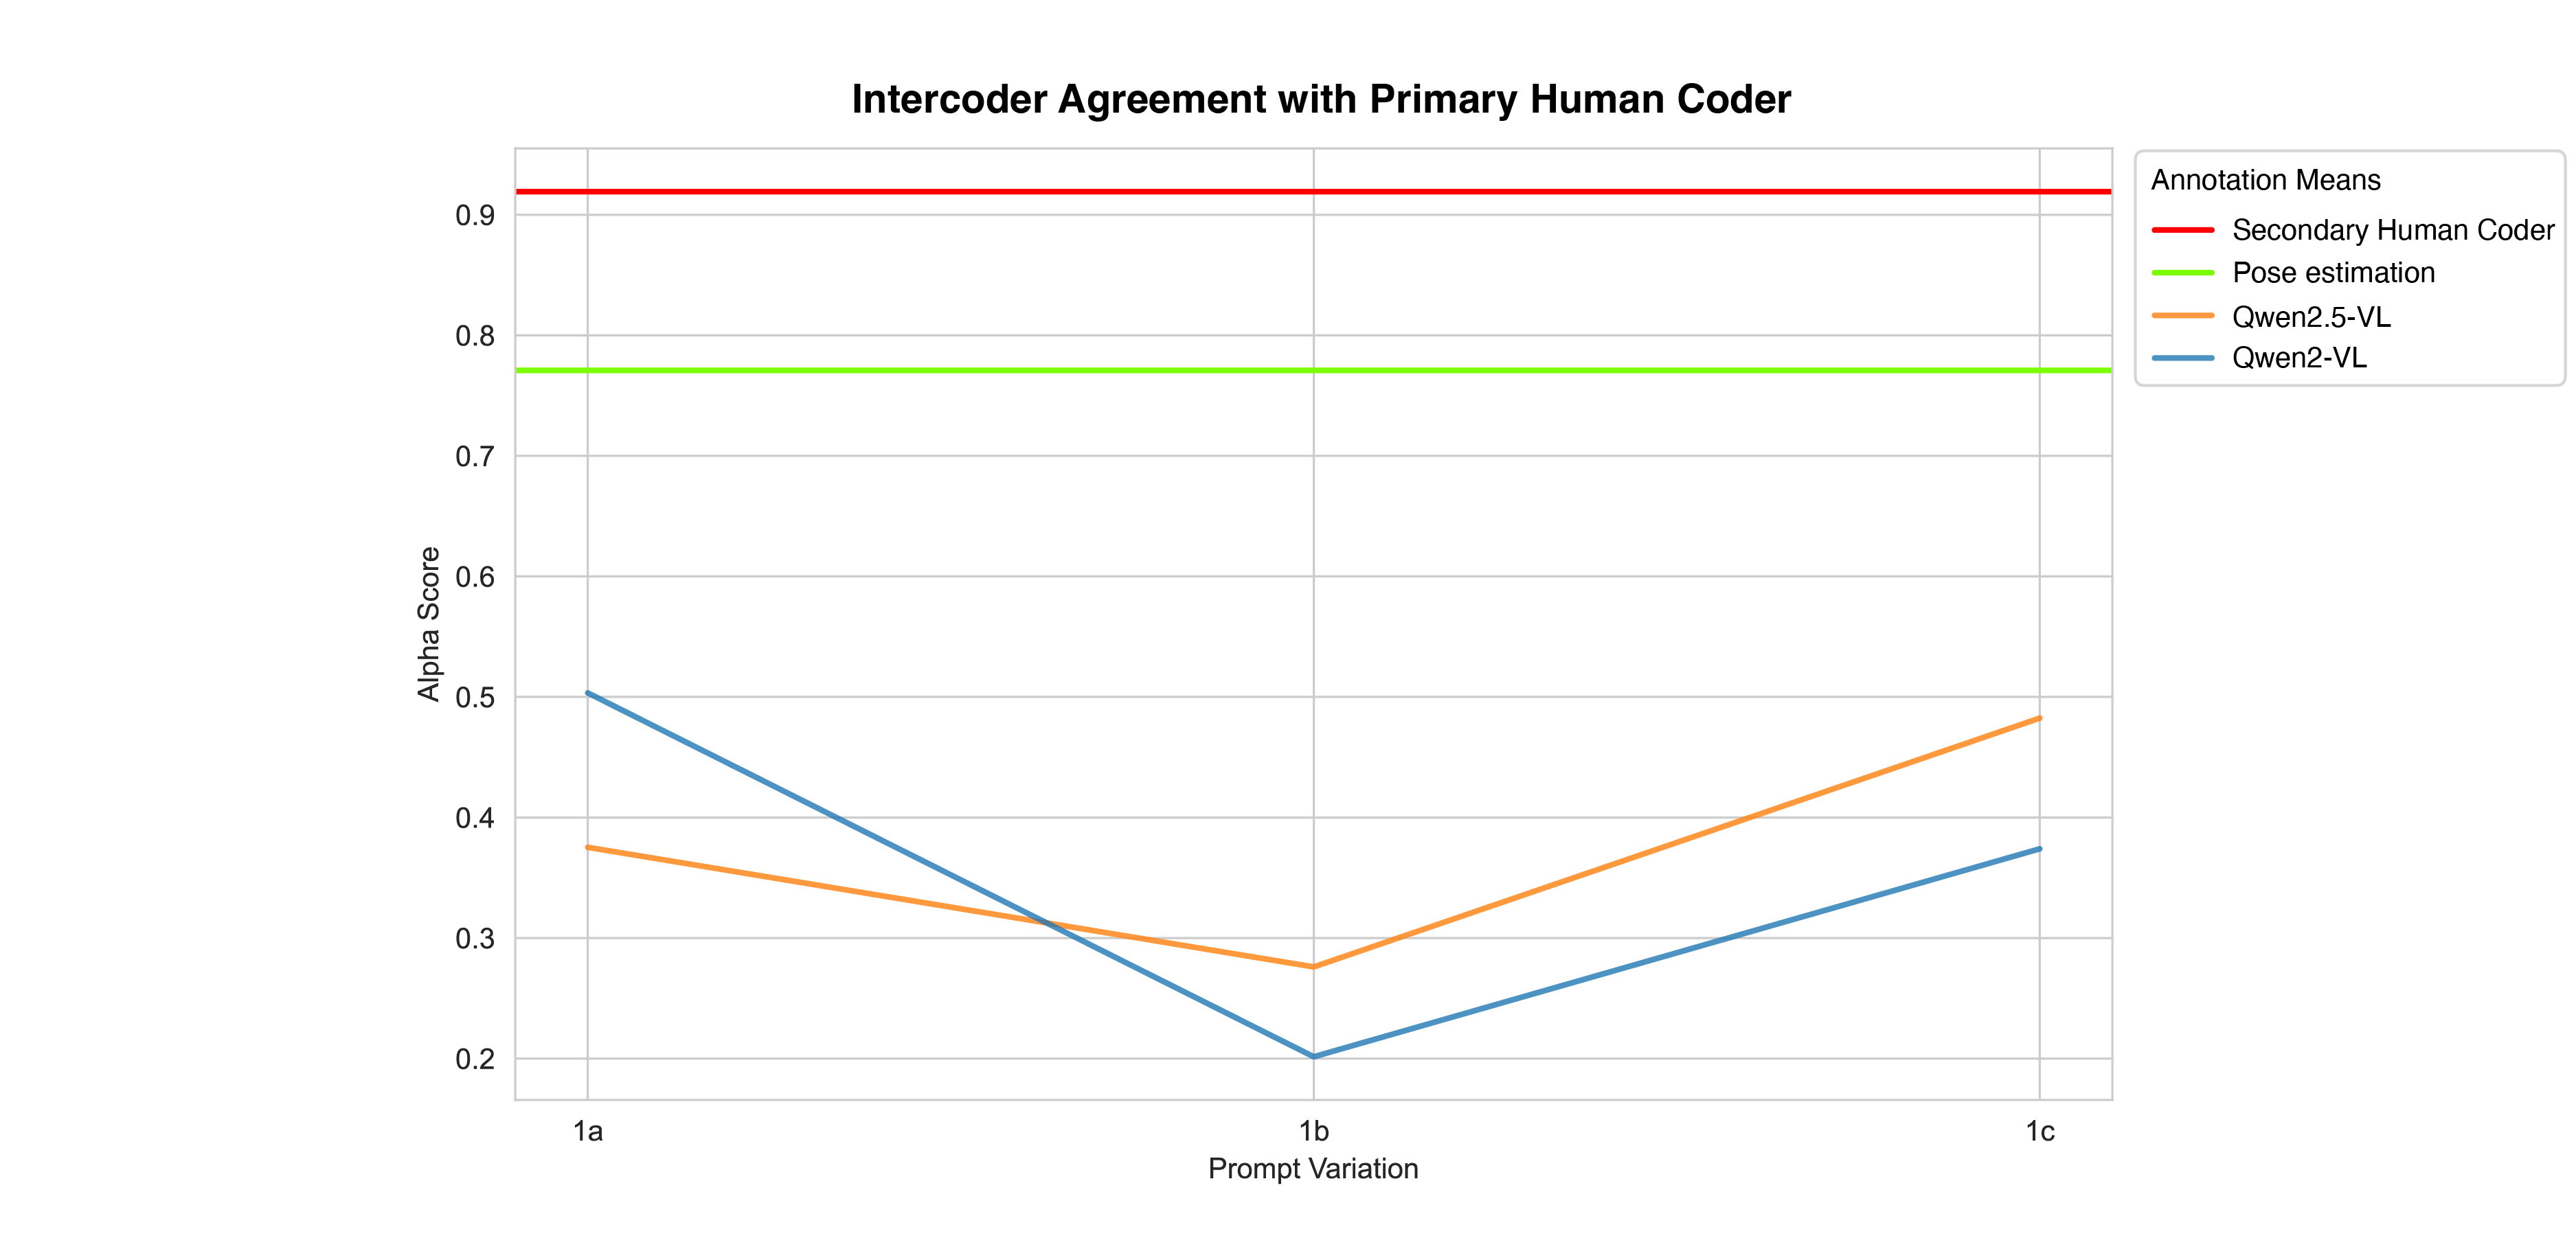 Intercoder Agreement with Primary Human Coder
Annotation Means
Secondary Human Coder
Pose estimation
Qwen2.5-VL
Qwen2-VL
Alpha Score
0.9
0.8
0.7
0.6
0.5
0.4
0.3
0.2
1a 1b 1c
Prompt Variation